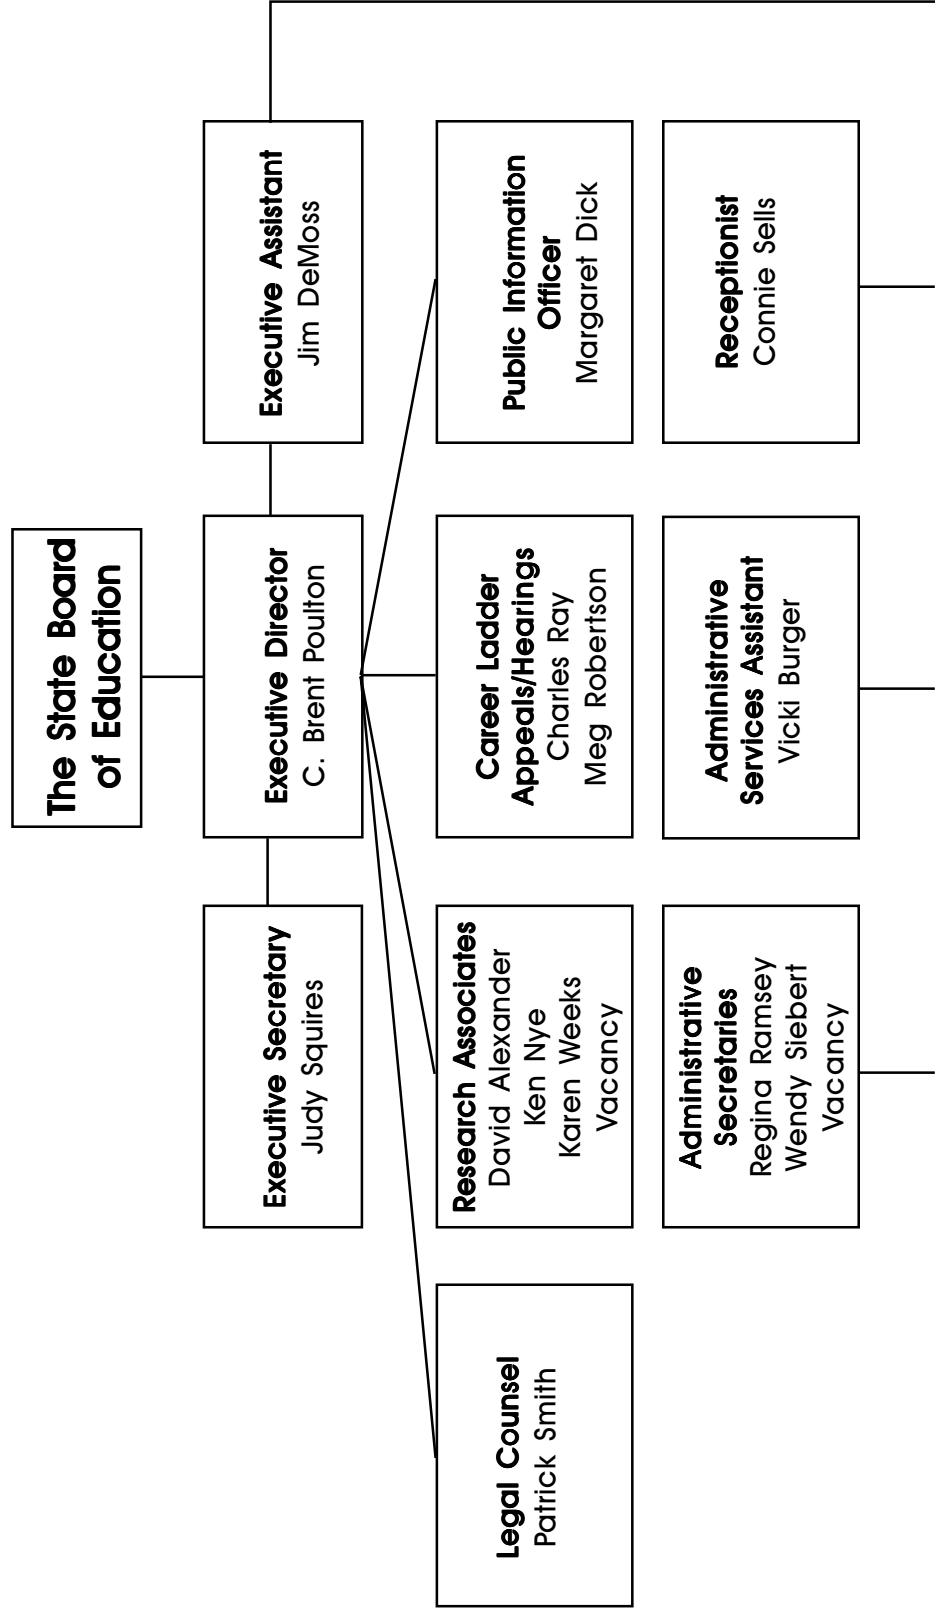 The State Board
of Education
Executive Secretary
Judy Squires
Executive Director
C. Brent Poulton
Executive Assistant
Jim DeMoss
Legal Counsel
Patrick Smith
Research Associates
David Alexander
Ken Nye
Karen Weeks
Vacancy
Career Ladder
Appeals/Hearings
Charles Ray
Meg Robertson
Public Information
Officer
Margaret Dick
Administrative
Secretaries
Regina Ramsey
Wendy Siebert
Vacancy
Administrative
Services Assistant
Vicki Burger
Receptionist
Connie Sells